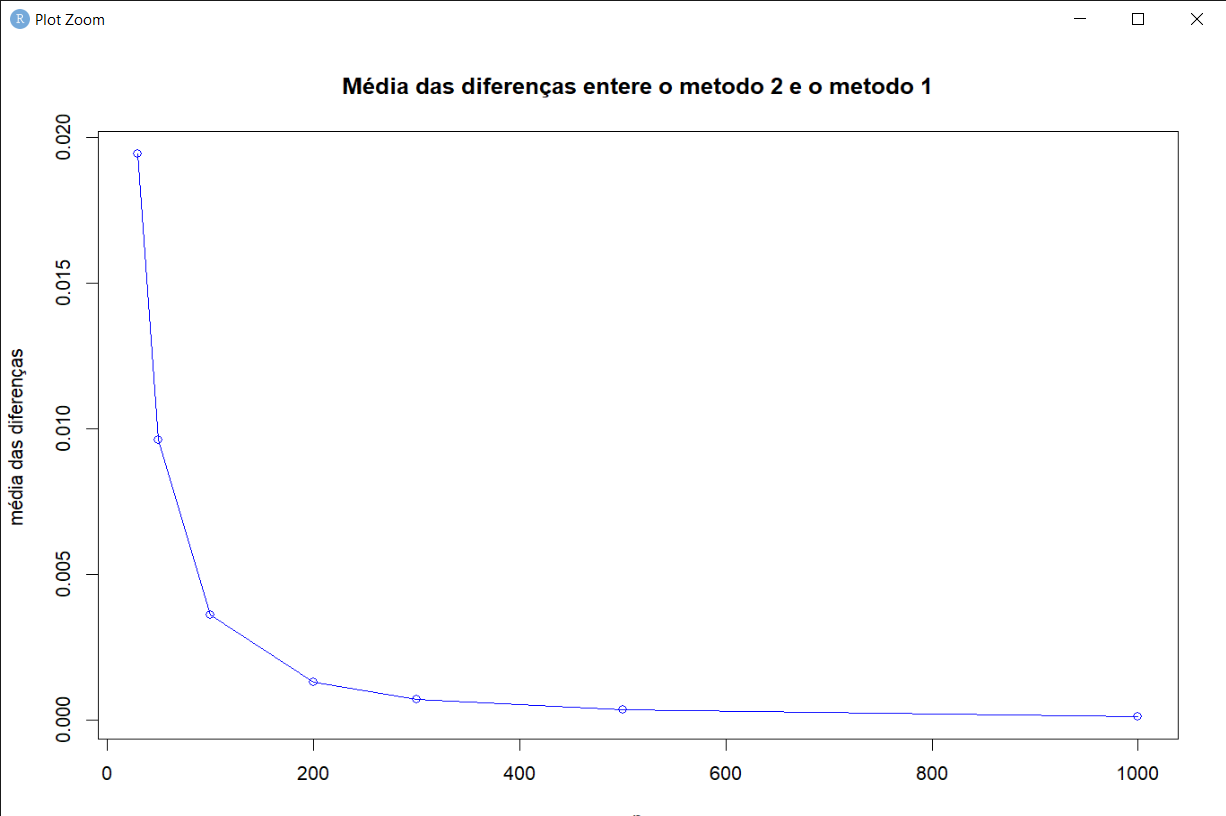 R Plot Zoom
Média das diferenças entere o metodo 2 e o metodo 1
média das diferenças
0.020
0.015
0.010
0.005
0.000
0 200 400 600 800 1000